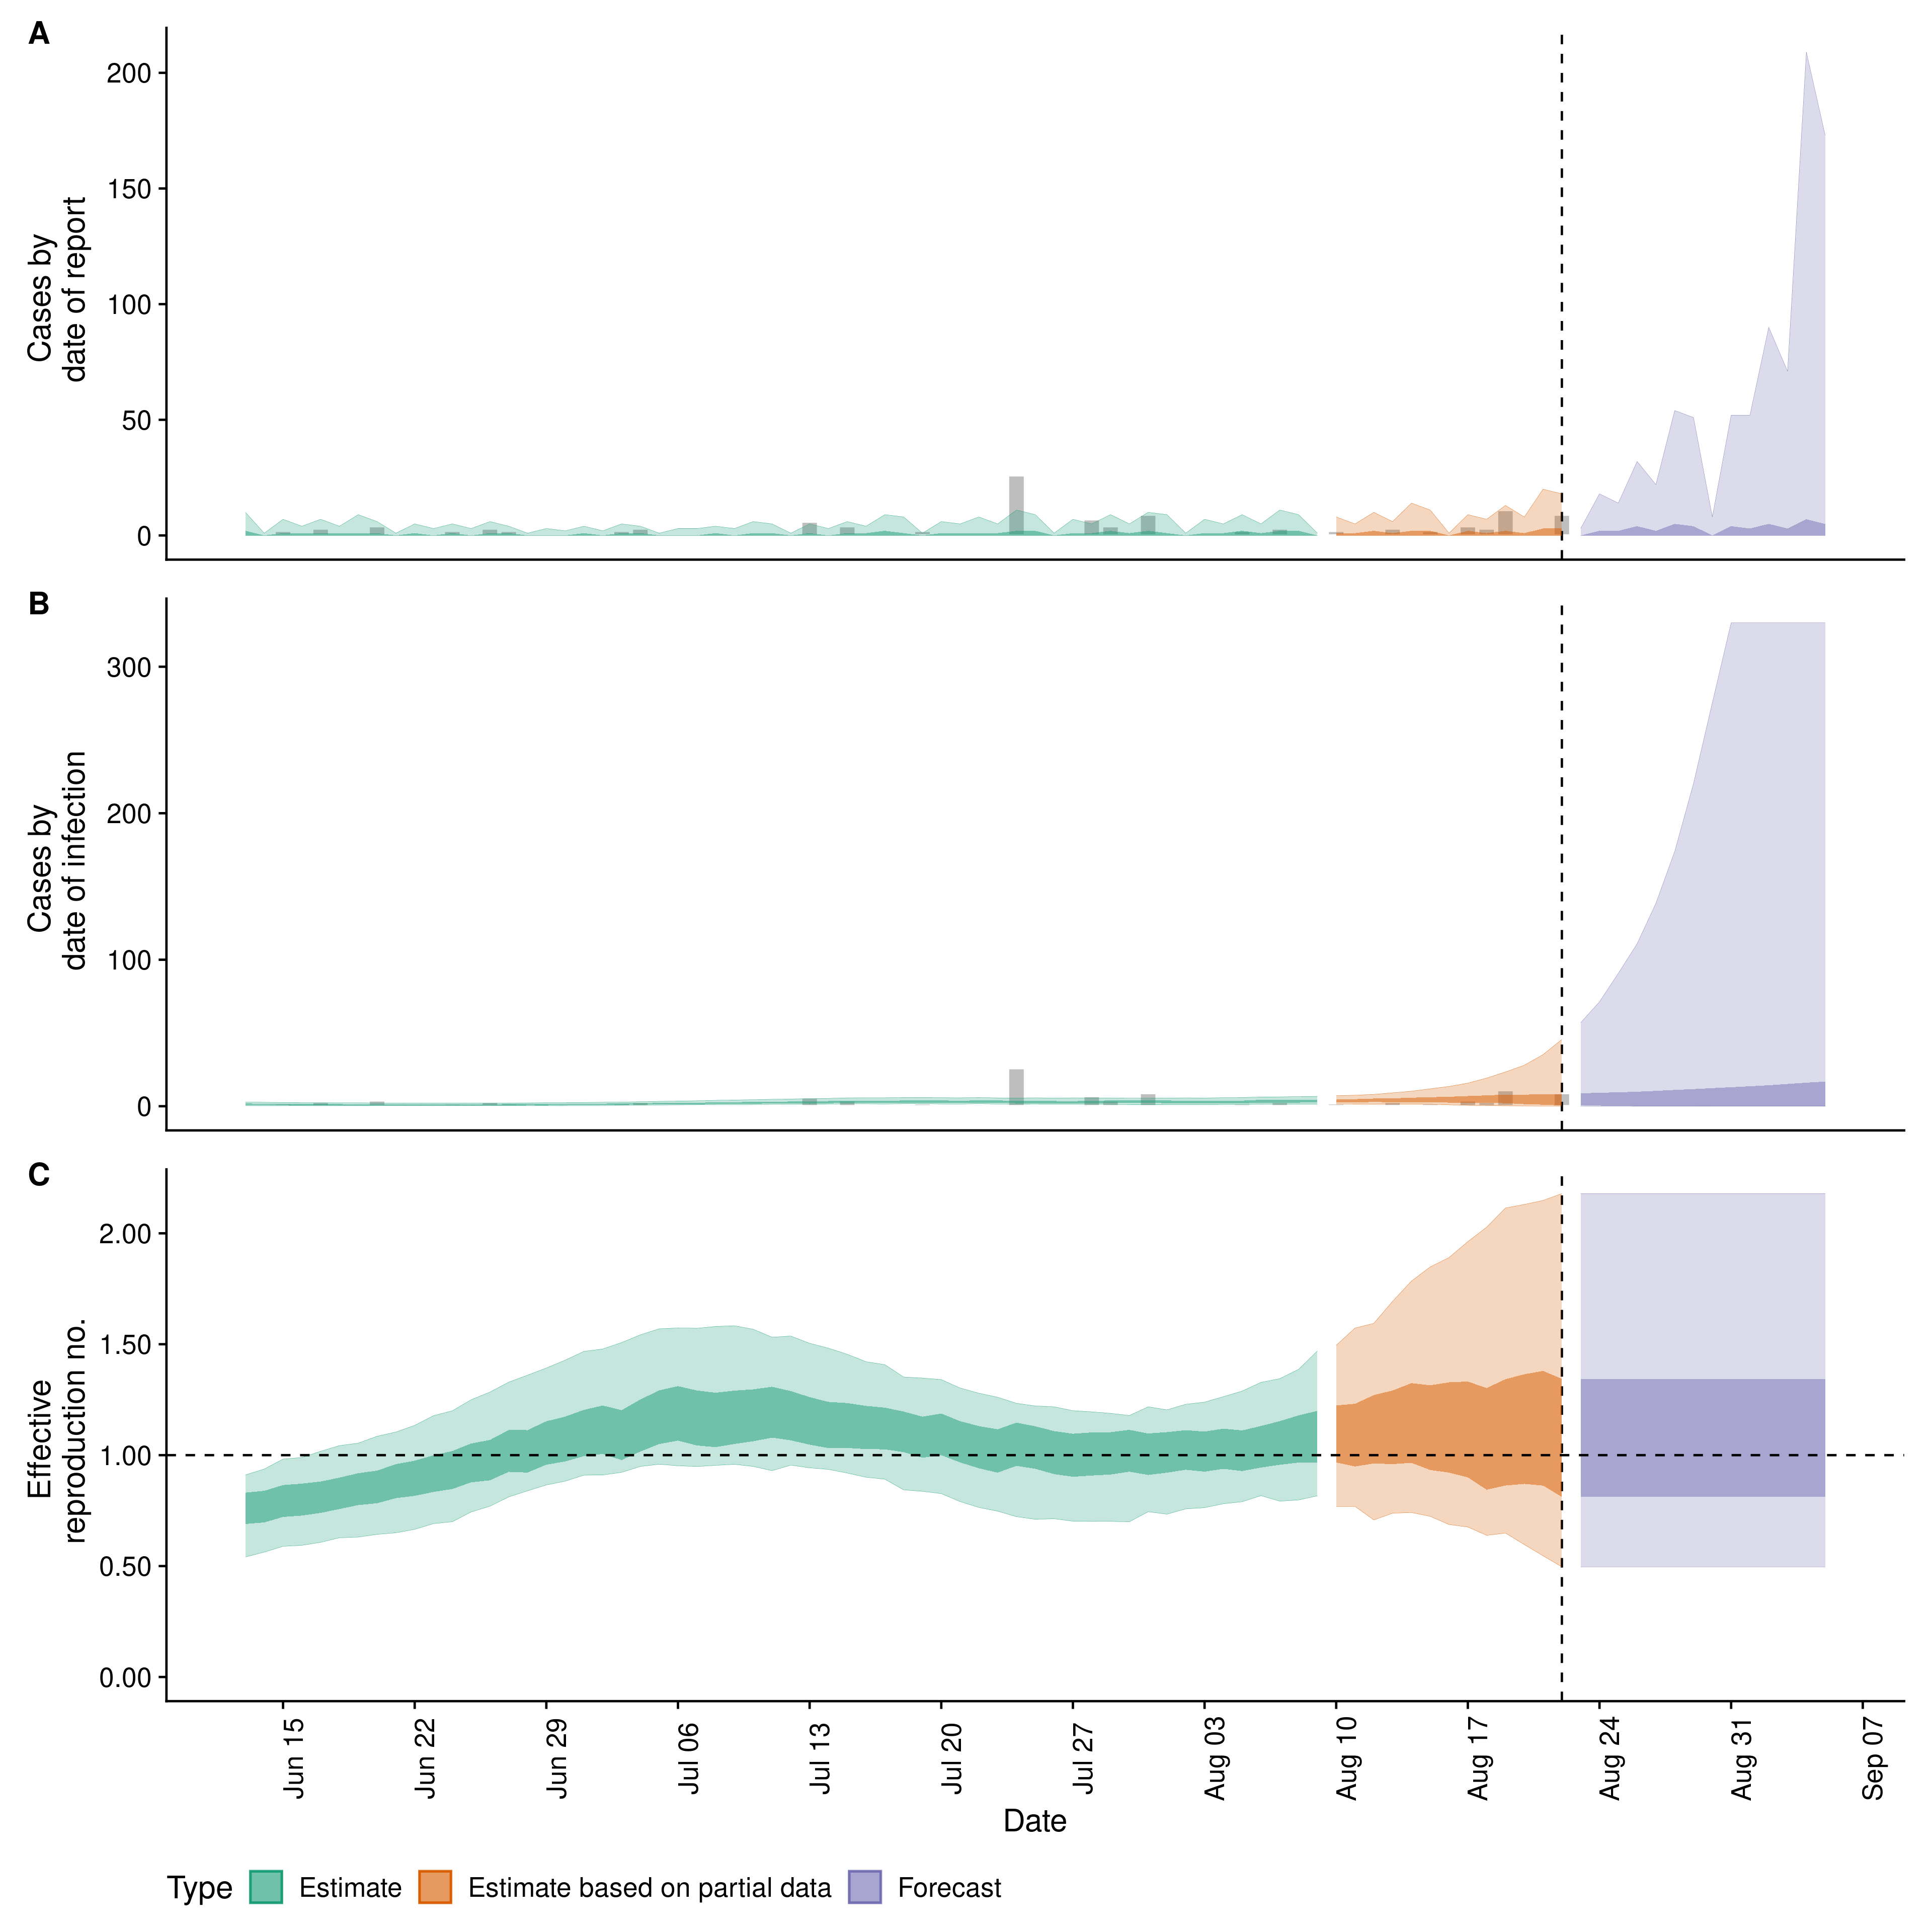 A
Cases by
date of report
200
150
100
50
0
B
Cases by
date of infection
300
200
100
0
C
Effective
reproduction no.
2.00
1.50
1.00
0.50
0.00
Jun 15
Jun 22
Jun 29
Jul 06
Jul 13
Jul 20
Jul 27
Aug 03
Aug 10
Aug 17
Aug 24
Aug 31
Sep 07
Date
Type Estimate Estimate based on partial data Forecast